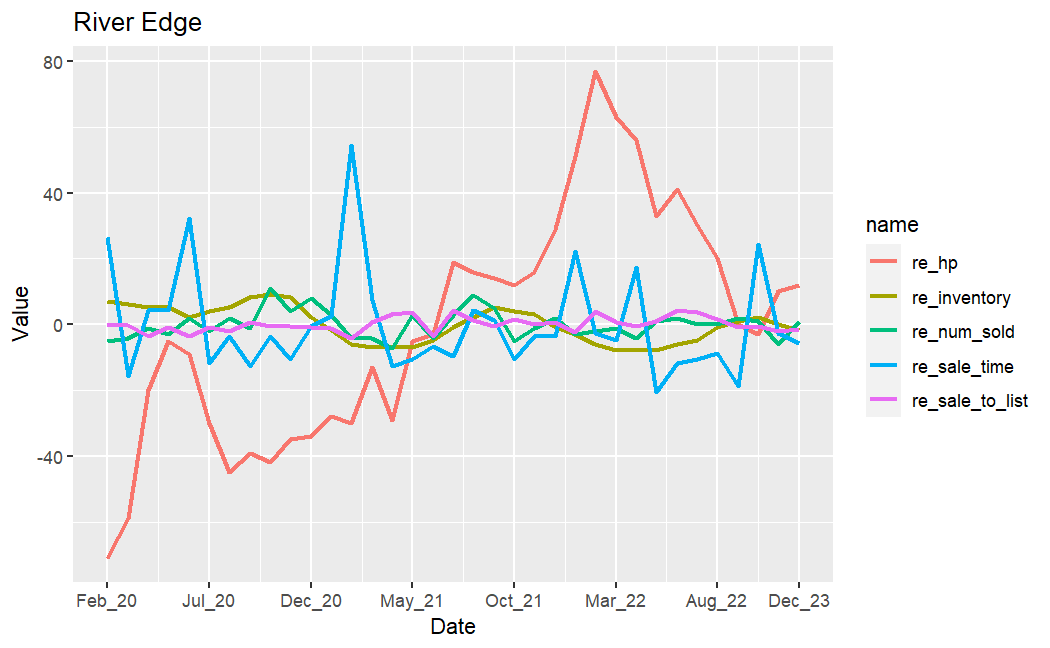 River Edge
80
40
0
-40
Value
Feb_20 Jul_20 Dec_20 May_21 Oct_21 Mar_22 Aug_22 Dec_23
Date
name
re_hp
re_inventory
re_num_sold
re_sale_time
re_sale_to_list